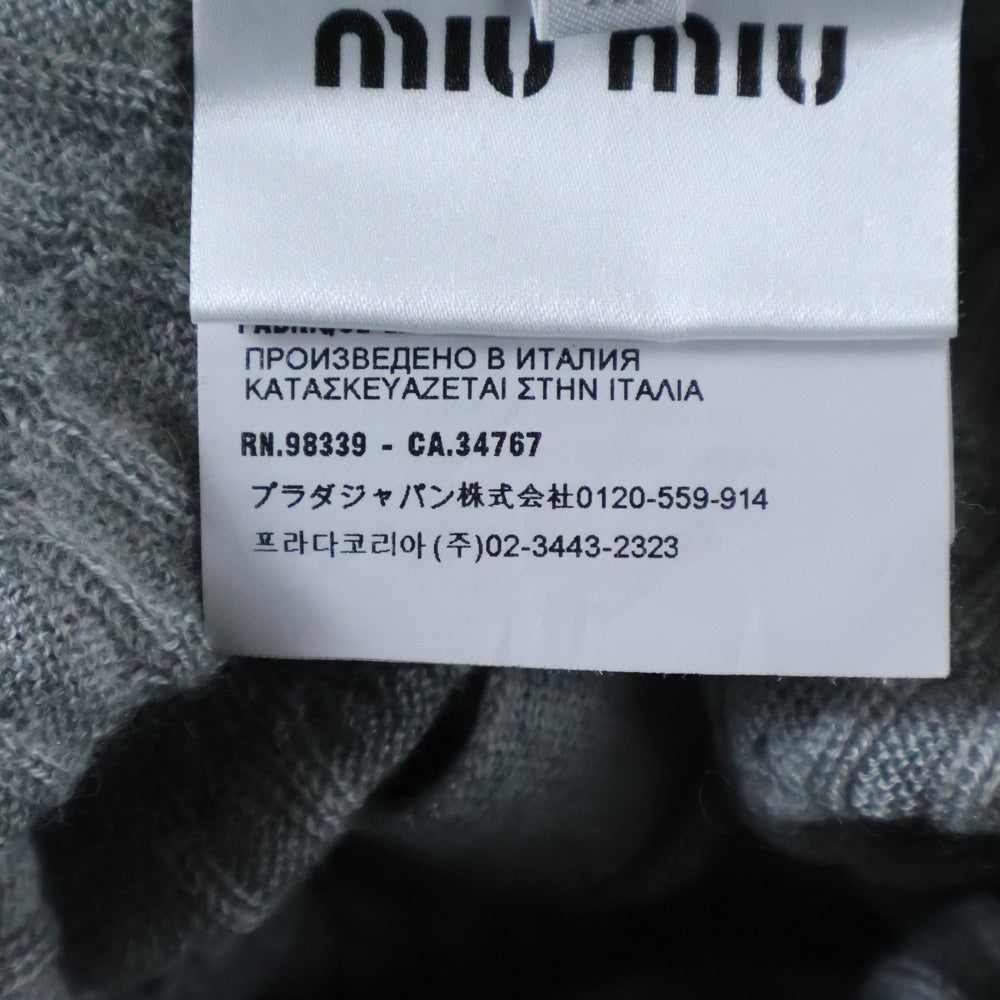 miu miu
FABRIQUE
ПРОИЗВЕДЕНО В ИТАЛИЯ
ΚΑΤΑΣΚΕΥΑΖΕΤΑΙ ΣΤΗΝ ΙΤΑΛΙΑ
RN.98339 - CA.34767
プラダジャパン株式会社0120-559-914
프라다코리아(주)02-3443-2323